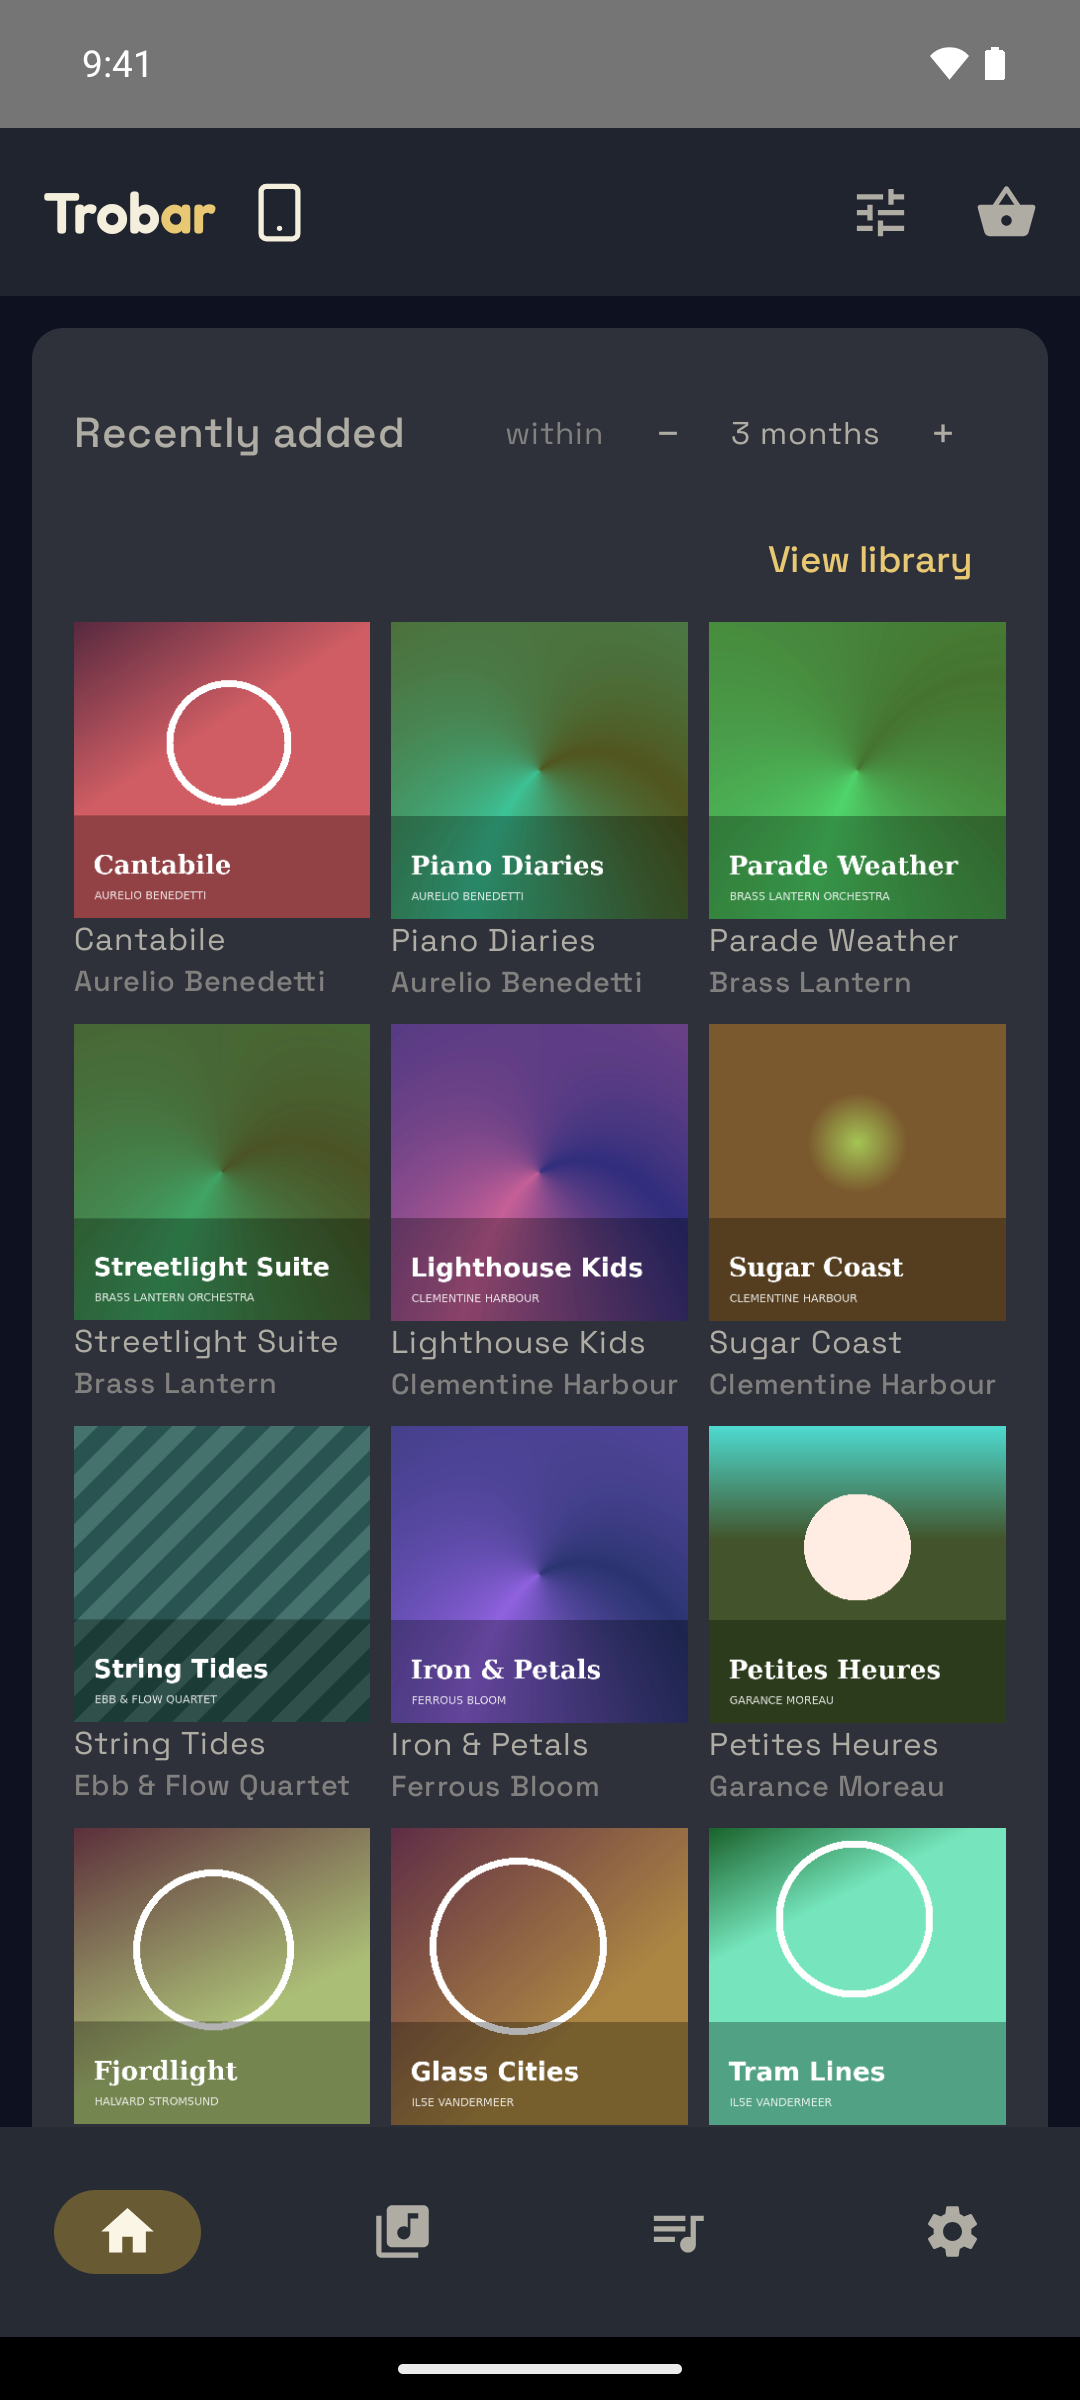 9:41
Trobar
Recently added within − 3 months +
View library
Cantabile
AURELIO BENEDETTI
Cantabile
Aurelio Benedetti
Piano Diaries
AURELIO BENEDETTI
Piano Diaries
Aurelio Benedetti
Parade Weather
BRASS LANTERN ORCHESTRA
Parade Weather
Brass Lantern
Streetlight Suite
BRASS LANTERN ORCHESTRA
Streetlight Suite
Brass Lantern
Lighthouse Kids
CLEMENTINE HARBOUR
Lighthouse Kids
Clementine Harbour
Sugar Coast
CLEMENTINE HARBOUR
Sugar Coast
Clementine Harbour
String Tides
EBB & FLOW QUARTET
String Tides
Ebb & Flow Quartet
Iron & Petals
FERROUS BLOOM
Iron & Petals
Ferrous Bloom
Petites Heures
GARANCE MOREAU
Petites Heures
Garance Moreau
Fjordlight
HALVARD STROMSUND
Glass Cities
ILSE VANDERMEER
Tram Lines
ILSE VANDERMEER